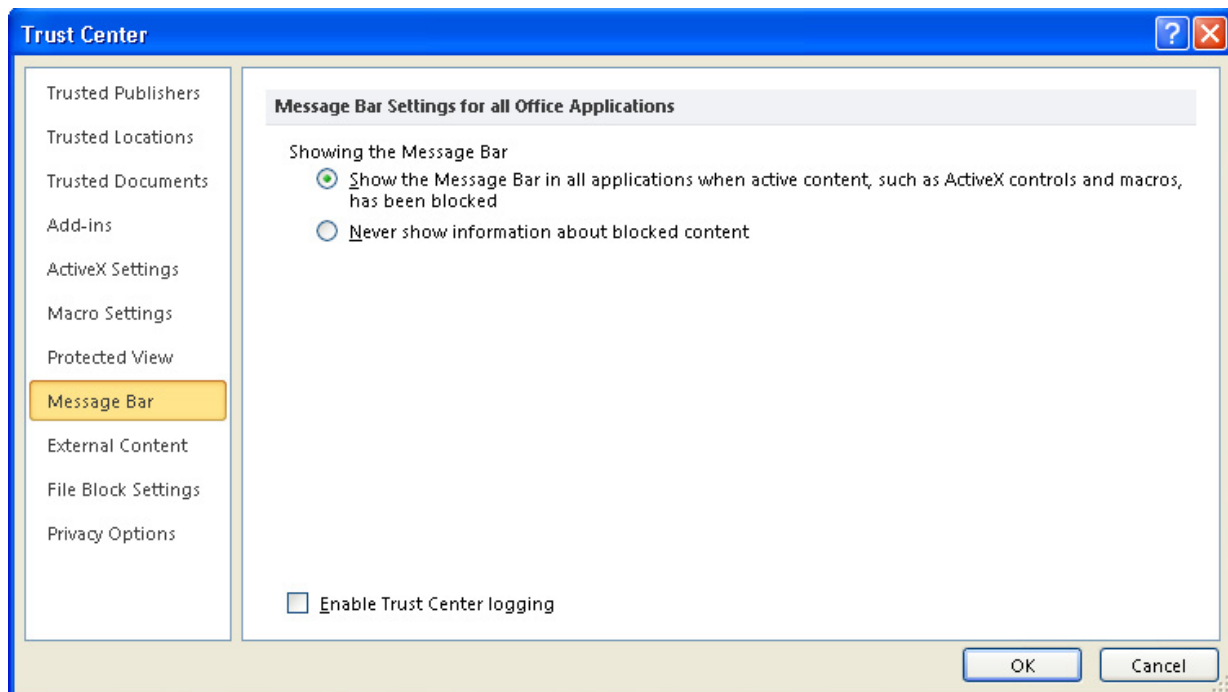 Trust Center
Trusted Publishers
Trusted Locations
Trusted Documents
Add-ins
ActiveX Settings
Macro Settings
Protected View
Message Bar
External Content
File Block Settings
Privacy Options
Message Bar Settings for all Office Applications
Showing the Message Bar
Show the Message Bar in all applications when active content, such as ActiveX controls and macros,
has been blocked
Never show information about blocked content
Enable Trust Center logging
OK
Cancel